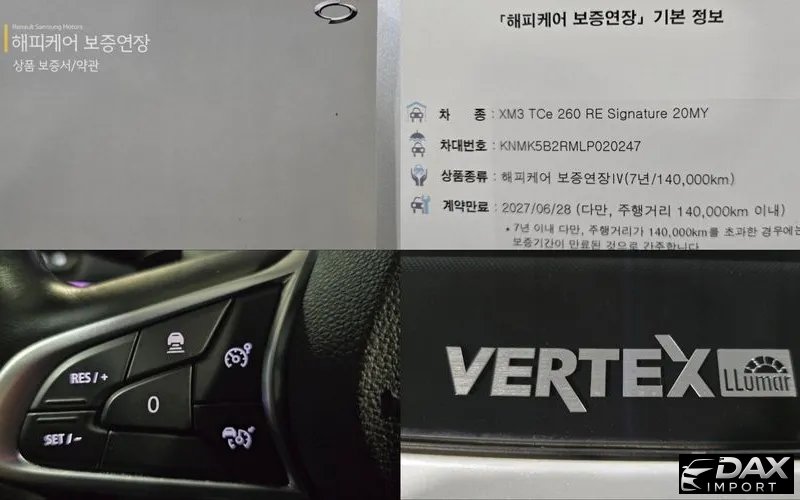 Renault Samsung Motors
해피케어 보증연장
상품 보증서/약관
「해피케어 보증연장」 기본 정보
차 종 : XM3 TCe 260 RE Signature 20MY
차대번호 : KNMK5B2RMLP020247
상품종류 : 해피케어 보증연장Ⅳ(7년/140,000km)
계약만료 : 2027/06/28 (다만, 주행거리 140,000km 이내)
* 7년 이내 다만, 주행거리가 140,000km를 초과한 경우에는
보증기간이 만료된 것으로 간주합니다
RES / +
0
SET / -
VERTEX
LLumar
DAX
IMPORT